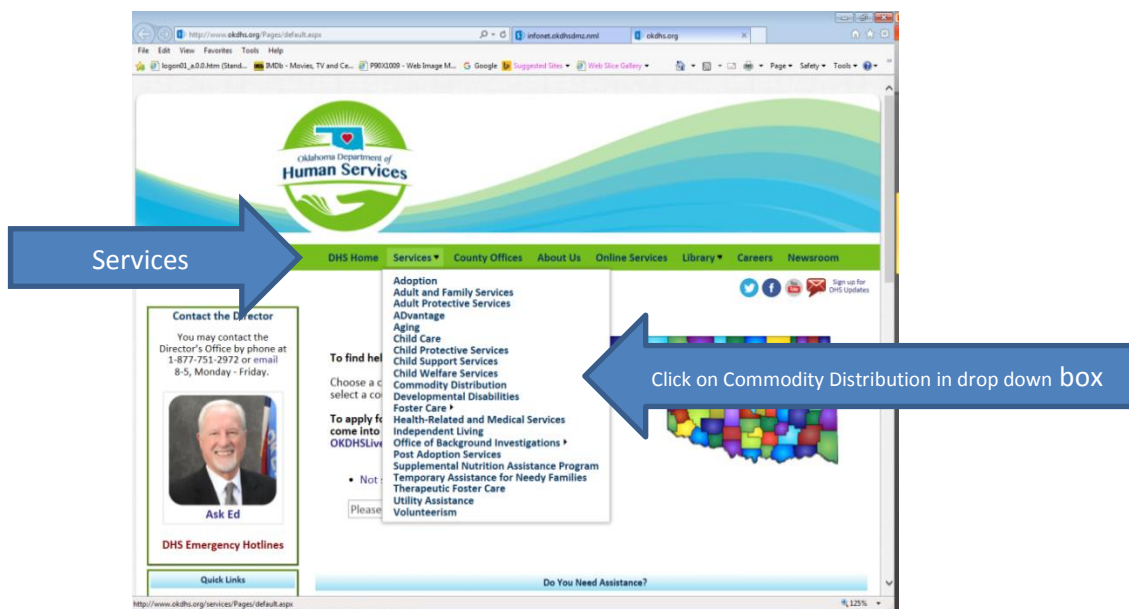 http://www.okdhs.org/Pages/default.aspx
infonet.okdhsdmz.nml
okdhs.org
File Edit View Favorites Tools Help
logon01_a.0.0.htm (Stand... IMDb - Movies, TV and Ce... P90X1009 - Web Image M... Google Suggested Sites Web Slice Gallery Page Safety Tools
Oklahoma Department of
Human Services
Services
DHS Home Services County Offices About Us Online Services Library Careers Newsroom
Sign up for
DHS Updates
Adoption
Adult and Family Services
Adult Protective Services
ADvantage
Aging
Child Care
Child Protective Services
Child Support Services
Child Welfare Services
Commodity Distribution
Developmental Disabilities
Foster Care
Health-Related and Medical Services
Independent Living
Office of Background Investigations
Post Adoption Services
Supplemental Nutrition Assistance Program
Temporary Assistance for Needy Families
Therapeutic Foster Care
Utility Assistance
Volunteerism
Click on Commodity Distribution in drop down box
Contact the Director
You may contact the
Director's Office by phone at
1-877-751-2972 or email
8-5, Monday - Friday.
Ask Ed
DHS Emergency Hotlines
Quick Links
To find hel
Choose a c
select a co
To apply fo
come into
OKDHSLive
• Not
Please
Do You Need Assistance?
http://www.okdhs.org/services/Pages/default.aspx
125%